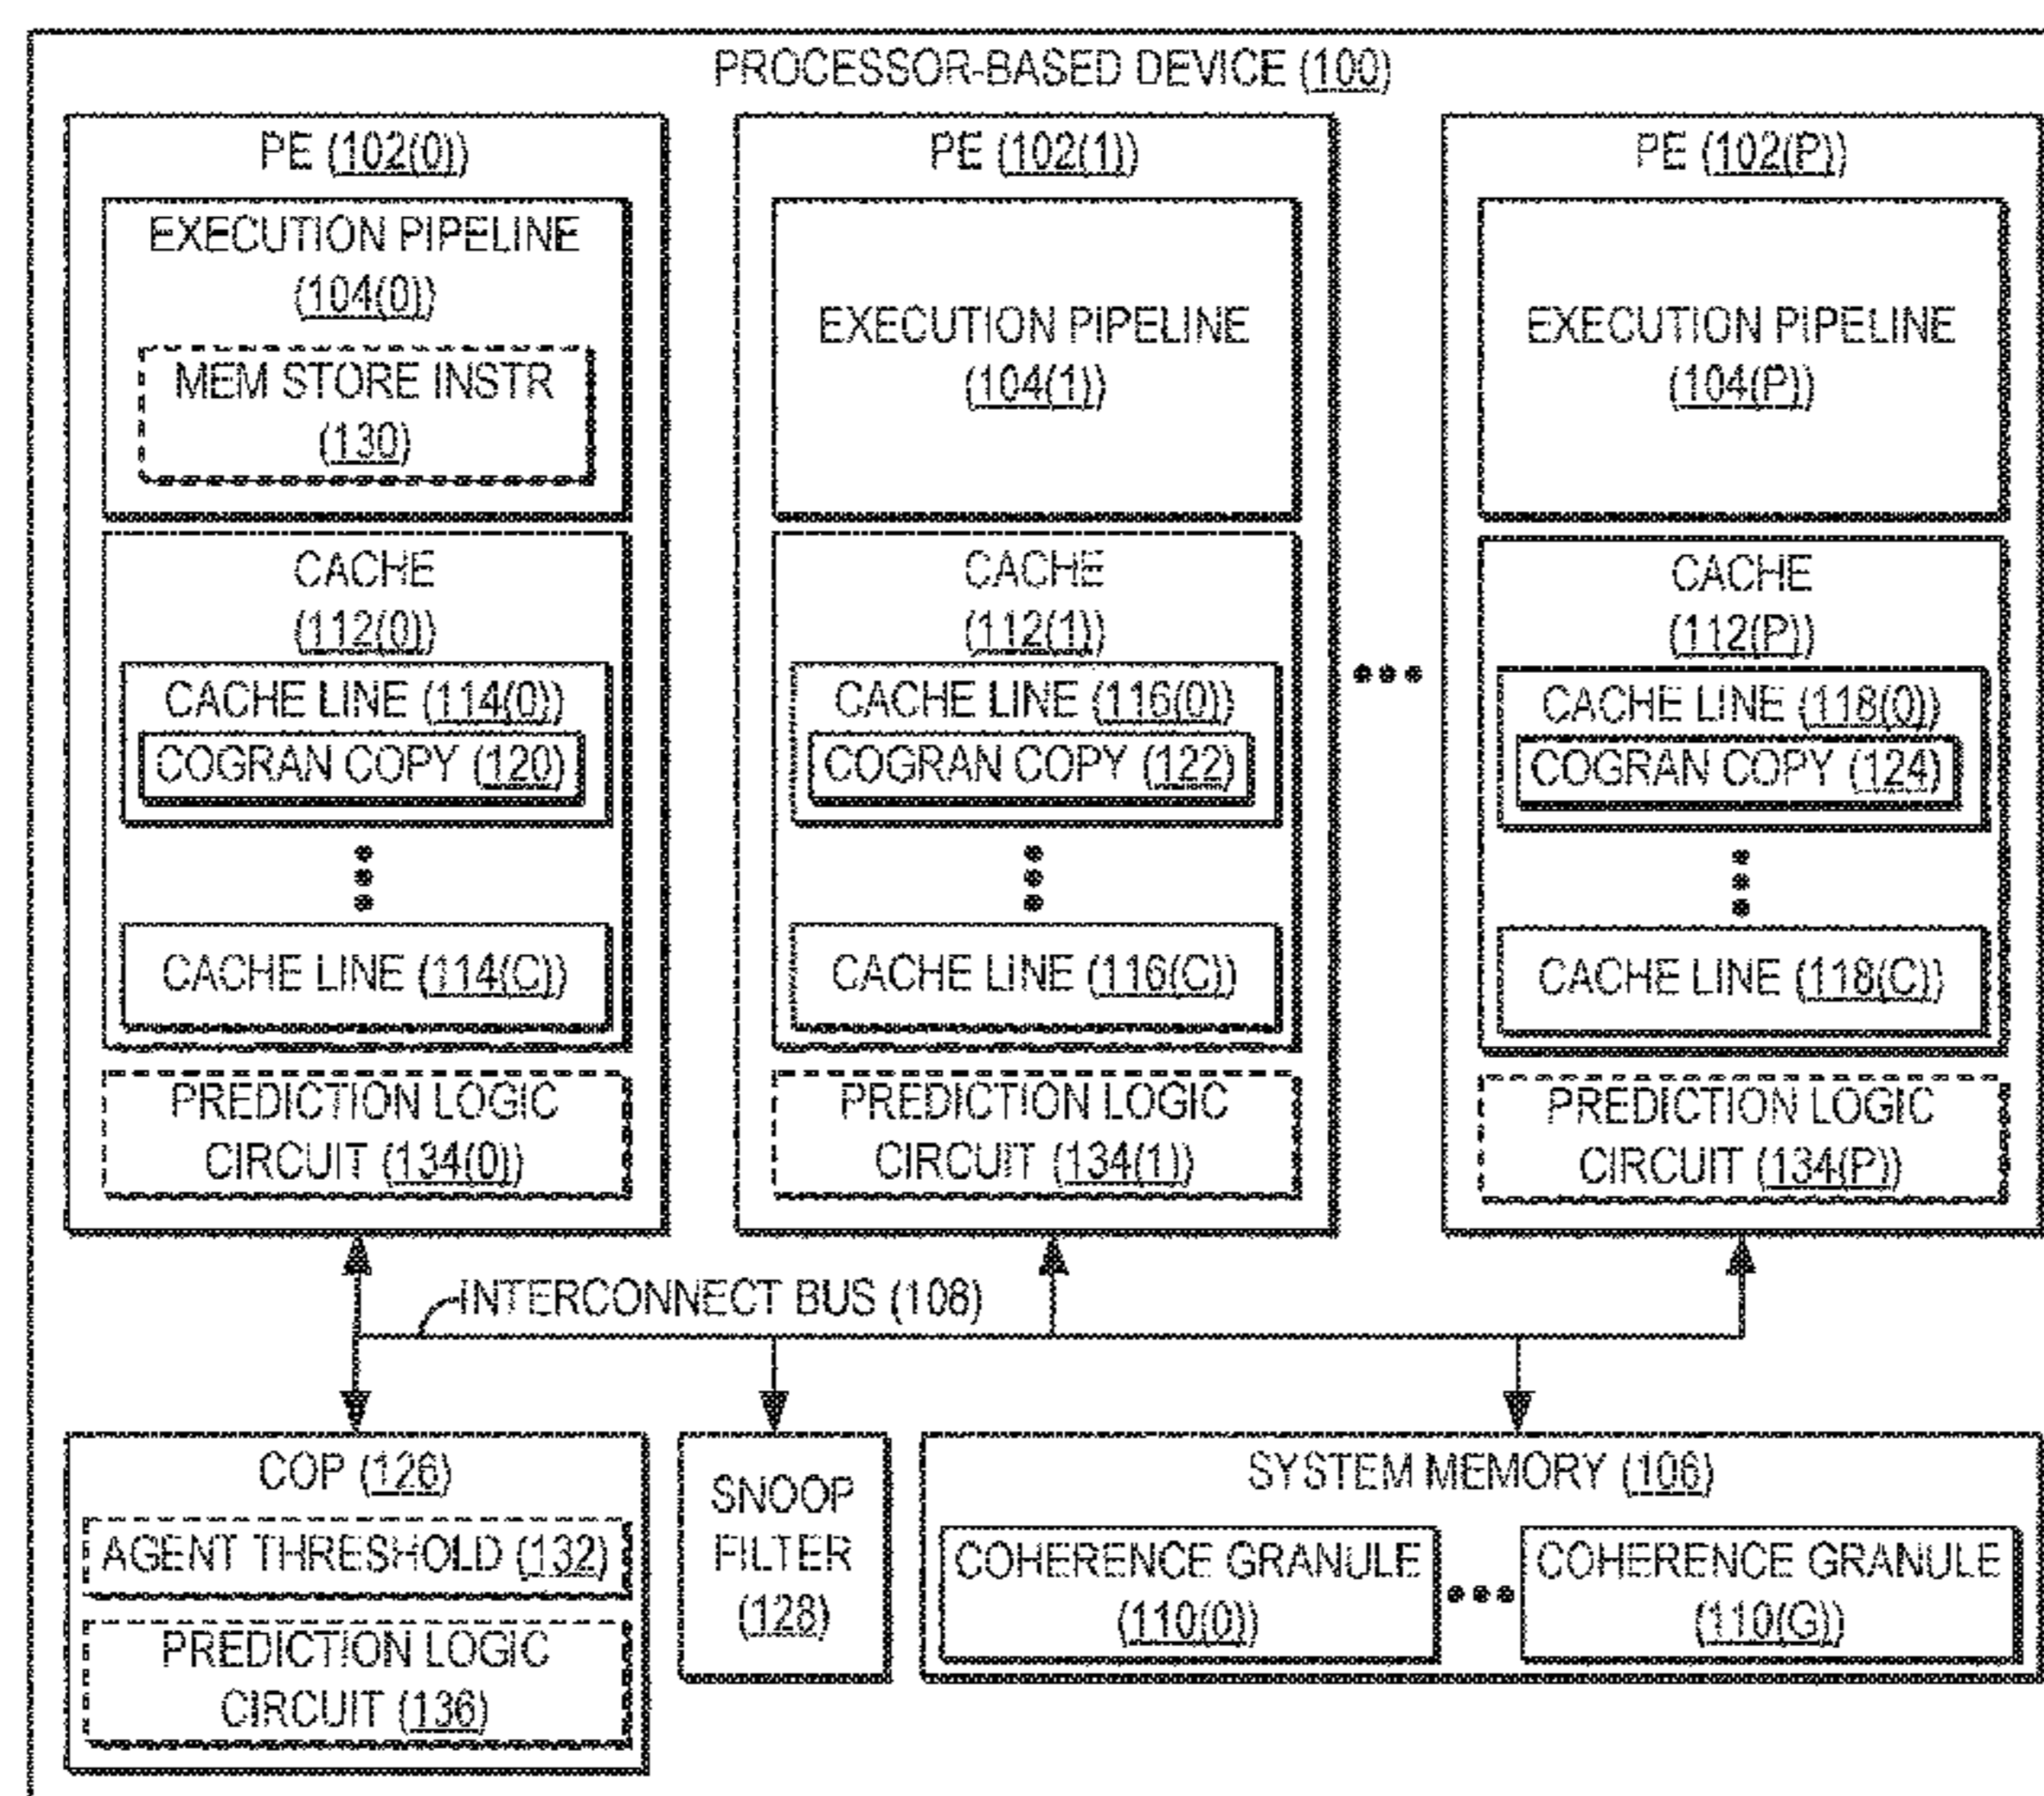 PROCESSOR-BASED DEVICE (100)
PE (102(0))
EXECUTION PIPELINE
(104(0))
MEM STORE INSTR
(130)
CACHE
(112(0))
CACHE LINE (114(0))
COGRAN COPY (120)
CACHE LINE (114(C))
PREDICTION LOGIC
CIRCUIT (134(0))
PE (102(1))
EXECUTION PIPELINE
(104(1))
CACHE
(112(1))
CACHE LINE (116(0))
COGRAN COPY (122)
CACHE LINE (116(C))
PREDICTION LOGIC
CIRCUIT (134(1))
PE (102(P))
EXECUTION PIPELINE
(104(P))
CACHE
(112(P))
CACHE LINE (118(0))
COGRAN COPY (124)
CACHE LINE (118(C))
PREDICTION LOGIC
CIRCUIT (134(P))
INTERCONNECT BUS (108)
COP (126)
AGENT THRESHOLD (132)
PREDICTION LOGIC
CIRCUIT (136)
SNOOP
FILTER
(128)
SYSTEM MEMORY (106)
COHERENCE GRANULE
(110(0))
COHERENCE GRANULE
(110(G))